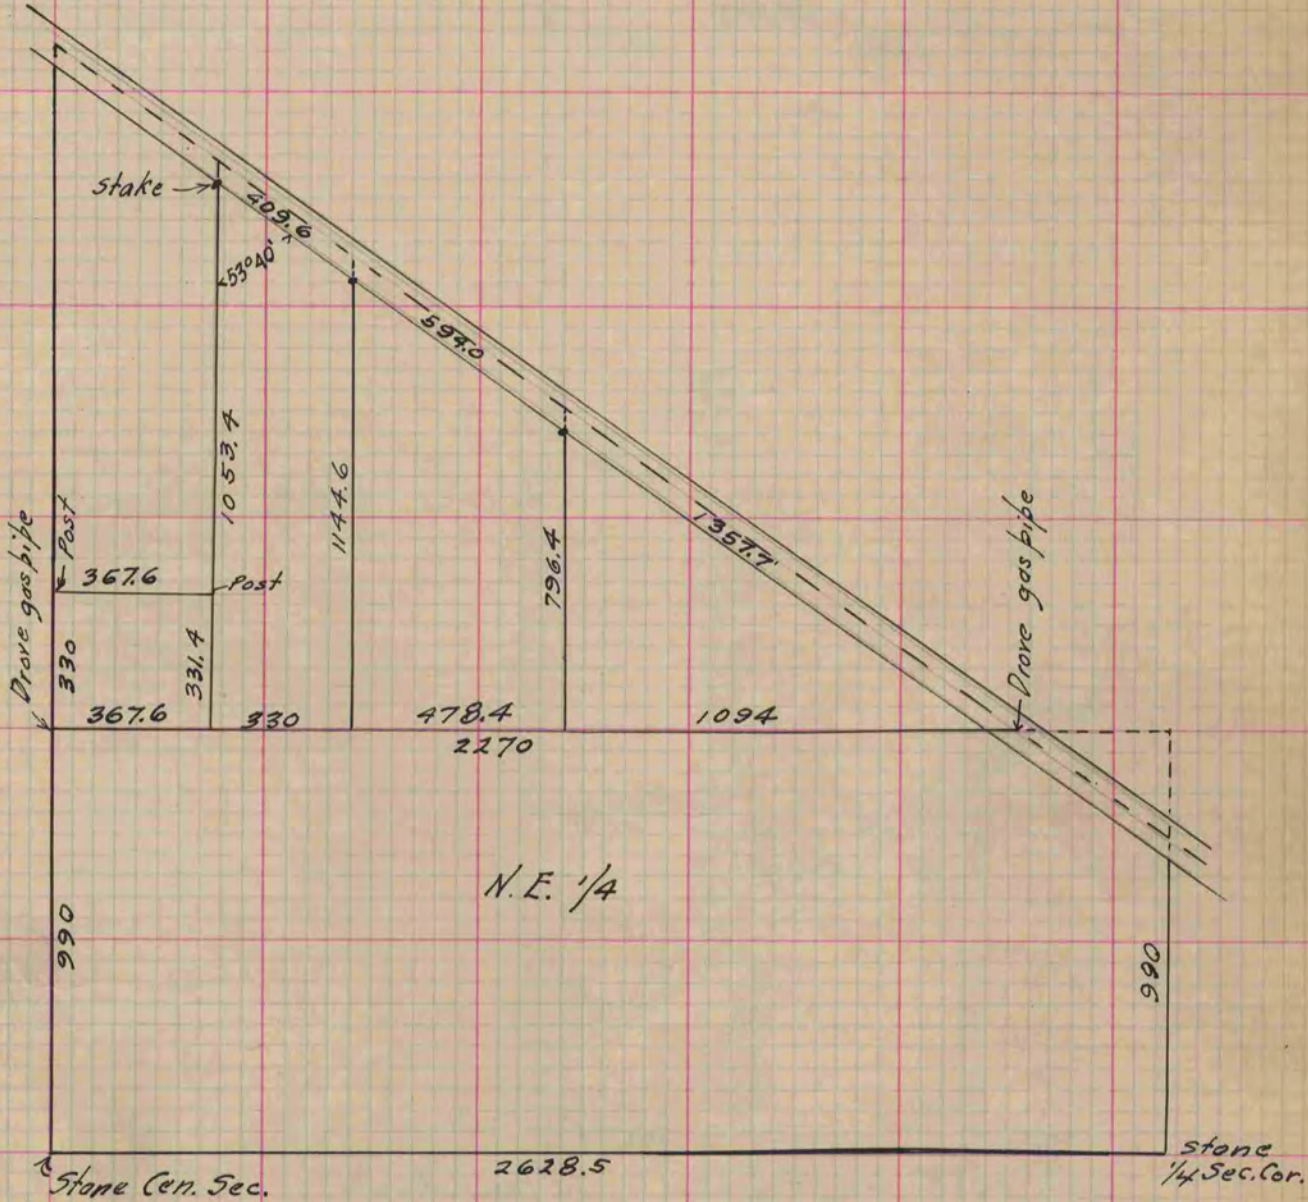 stake
409.6
53°40'
594.0
1053.4
1144.6
796.4
1357.7
Drove gas pipe
Post
367.6
Post
Drove gas pipe
330
331.4
367.6
330
478.4
1094
2270
N.E. 1/4
990
990
2628.5
Stone Cen. Sec.
stone
1/4 Sec. Cor.